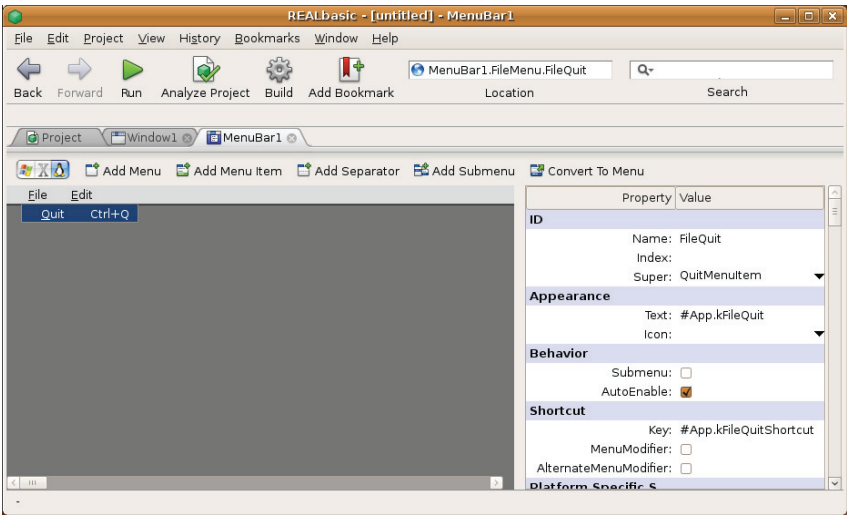 REALbasic - [untitled] - MenuBar1
File Edit Project View History Bookmarks Window Help
MenuBar1.FileMenu.FileQuit
Back Forward Run Analyze Project Build Add Bookmark Location Search
Project Window1 MenuBar1
Add Menu Add Menu Item Add Separator Add Submenu Convert To Menu
File Edit
Quit Ctrl+Q
Property Value
ID
Name: FileQuit
Index:
Super: QuitMenuItem
Appearance
Text: #App.kFileQuit
Icon:
Behavior
Submenu:
AutoEnable:
Shortcut
Key: #App.kFileQuitShortcut
MenuModifier:
AlternateMenuModifier:
Platform Specific S
-